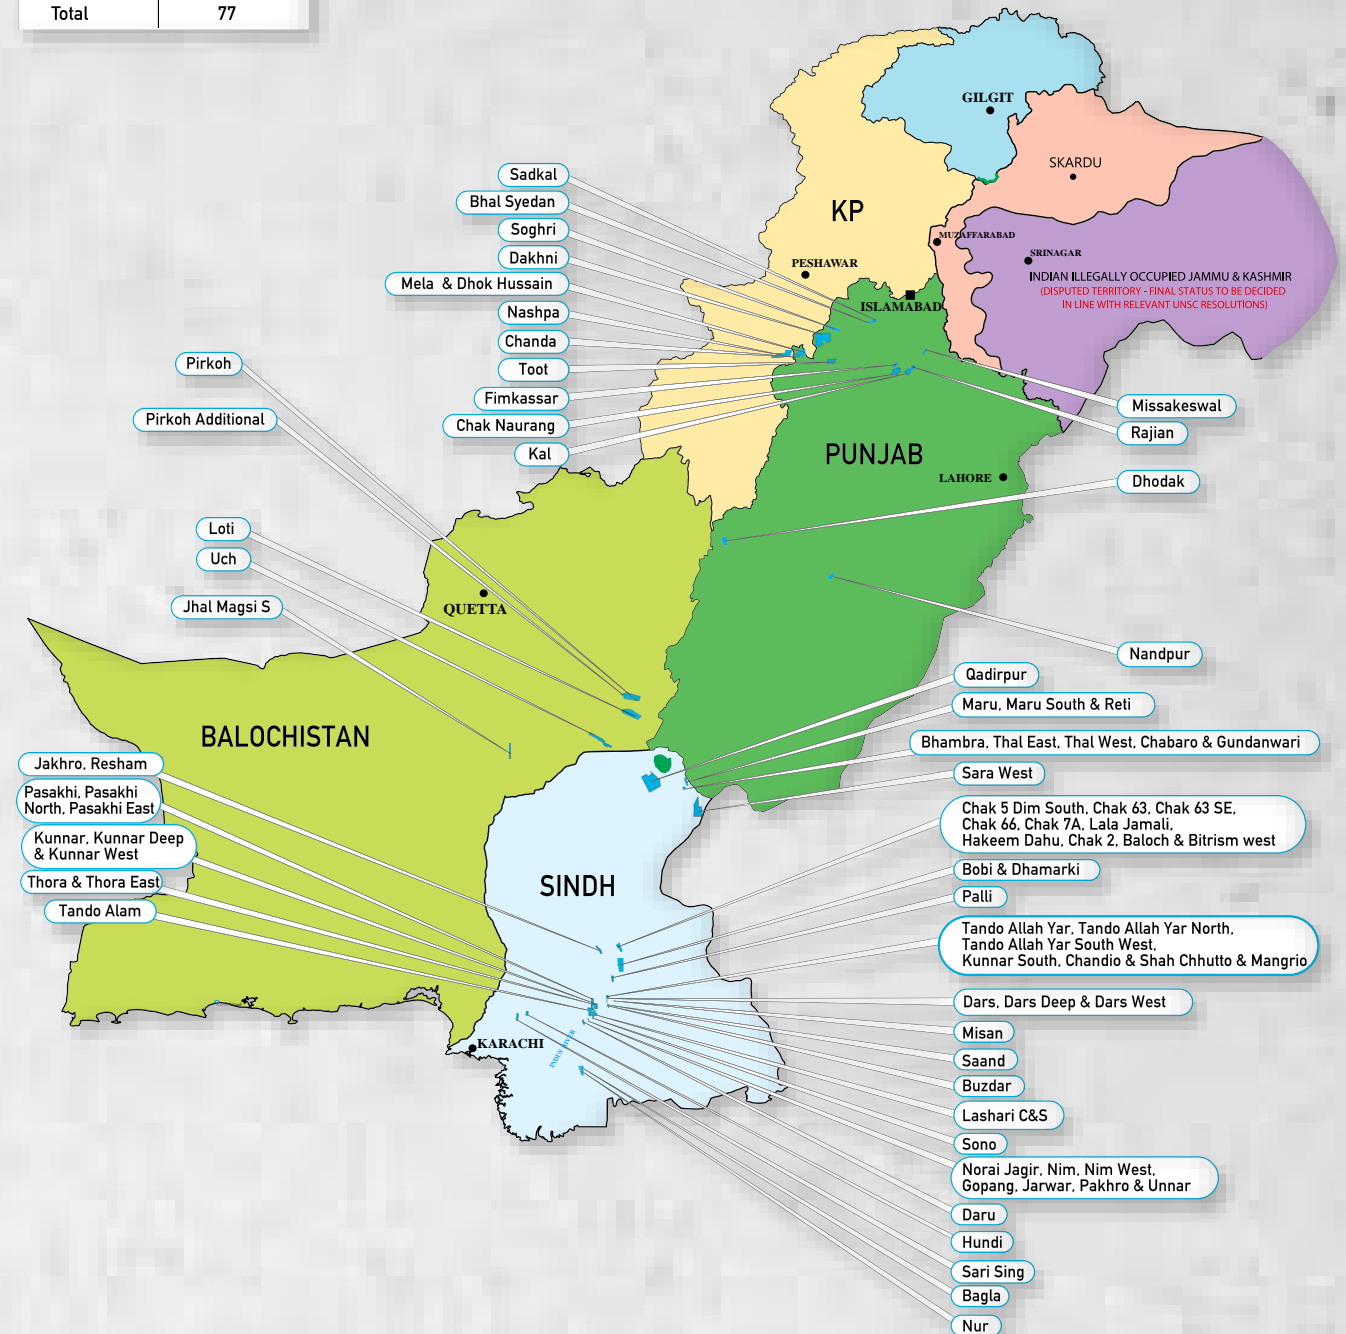 Total 77
GILGIT
SKARDU
Sadkal
Bhal Syedan
Soghri
Dakhni
Mela & Dhok Hussain
Nashpa
Chanda
Toot
Fimkassar
Chak Naurang
Kal
KP
PESHAWAR
ISLAMABAD
MUZAFFARABAD
SRINAGAR
INDIAN ILLEGALLY OCCUPIED JAMMU & KASHMIR
(DISPUTED TERRITORY - FINAL STATUS TO BE DECIDED
IN LINE WITH RELEVANT UNSC RESOLUTIONS)
Pirkoh
Pirkoh Additional
Missakeswal
Rajian
PUNJAB
LAHORE
Dhodak
Loti
Uch
Jhal Magsi S
QUETTA
Nandpur
BALOCHISTAN
Qadirpur
Maru, Maru South & Reti
Bhambra, Thal East, Thal West, Chabaro & Gundanwari
Sara West
Jakhro, Resham
Pasakhi, Pasakhi
North, Pasakhi East
Kunnar, Kunnar Deep
& Kunnar West
Thora & Thora East
Tando Alam
SINDH
Chak 5 Dim South, Chak 63, Chak 63 SE,
Chak 66, Chak 7A, Lala Jamali,
Hakeem Dahu, Chak 2, Baloch & Bitrism west
Bobi & Dhamarki
Palli
Tando Allah Yar, Tando Allah Yar North,
Tando Allah Yar South West,
Kunnar South, Chandio & Shah Chhutto & Mangrio
Dars, Dars Deep & Dars West
Misan
Saand
Buzdar
Lashari C&S
Sono
Norai Jagir, Nim, Nim West,
Gopang, Jarwar, Pakhro & Unnar
Daru
Hundi
Sari Sing
Bagla
Nur
KARACHI
INDUS RIVER